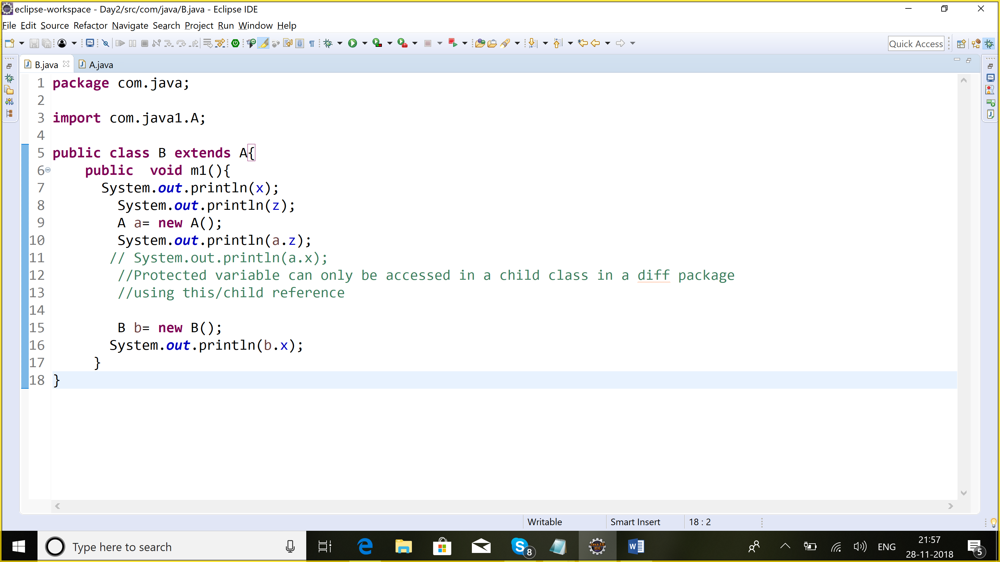 eclipse-workspace - Day2/src/com/java/B.java - Eclipse IDE
File Edit Source Refactor Navigate Search Project Run Window Help
Quick Access
B.java A.java
1 package com.java;
2
3 import com.java1.A;
4
5 public class B extends A{
6 public  void m1(){
7 System.out.println(x);
8 System.out.println(z);
9 A a= new A();
10 System.out.println(a.z);
11 // System.out.println(a.x);
12 //Protected variable can only be accessed in a child class in a diff package
13 //using this/child reference
14
15 B b= new B();
16 System.out.println(b.x);
17 }
18 }
Writable Smart Insert 18 : 2
Type here to search
8
Java EE
IDE
ENG
21:57
28-11-2018
5